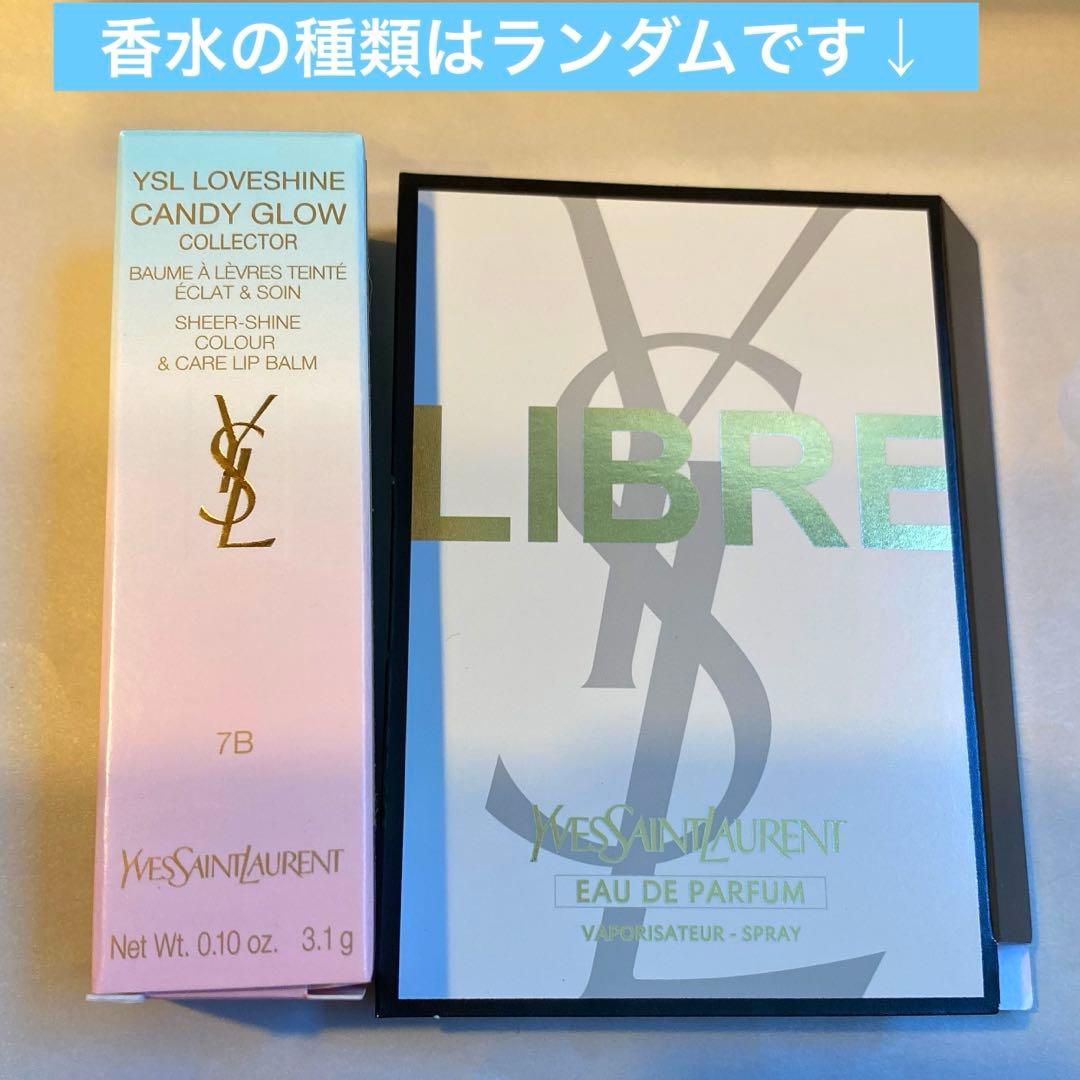 香水の種類はランダムです↓
YSL LOVESHINE
CANDY GLOW
COLLECTOR
BAUME À LÈVRES TEINTÉ
ÉCLAT & SOIN
SHEER-SHINE
COLOUR
& CARE LIP BALM
YSL
7B
YVESSAINTLAURENT
Net Wt. 0.10 oz. 3.1 g
YSL
LIBRE
YVESSAINTLAURENT
EAU DE PARFUM
VAPORISATEUR - SPRAY